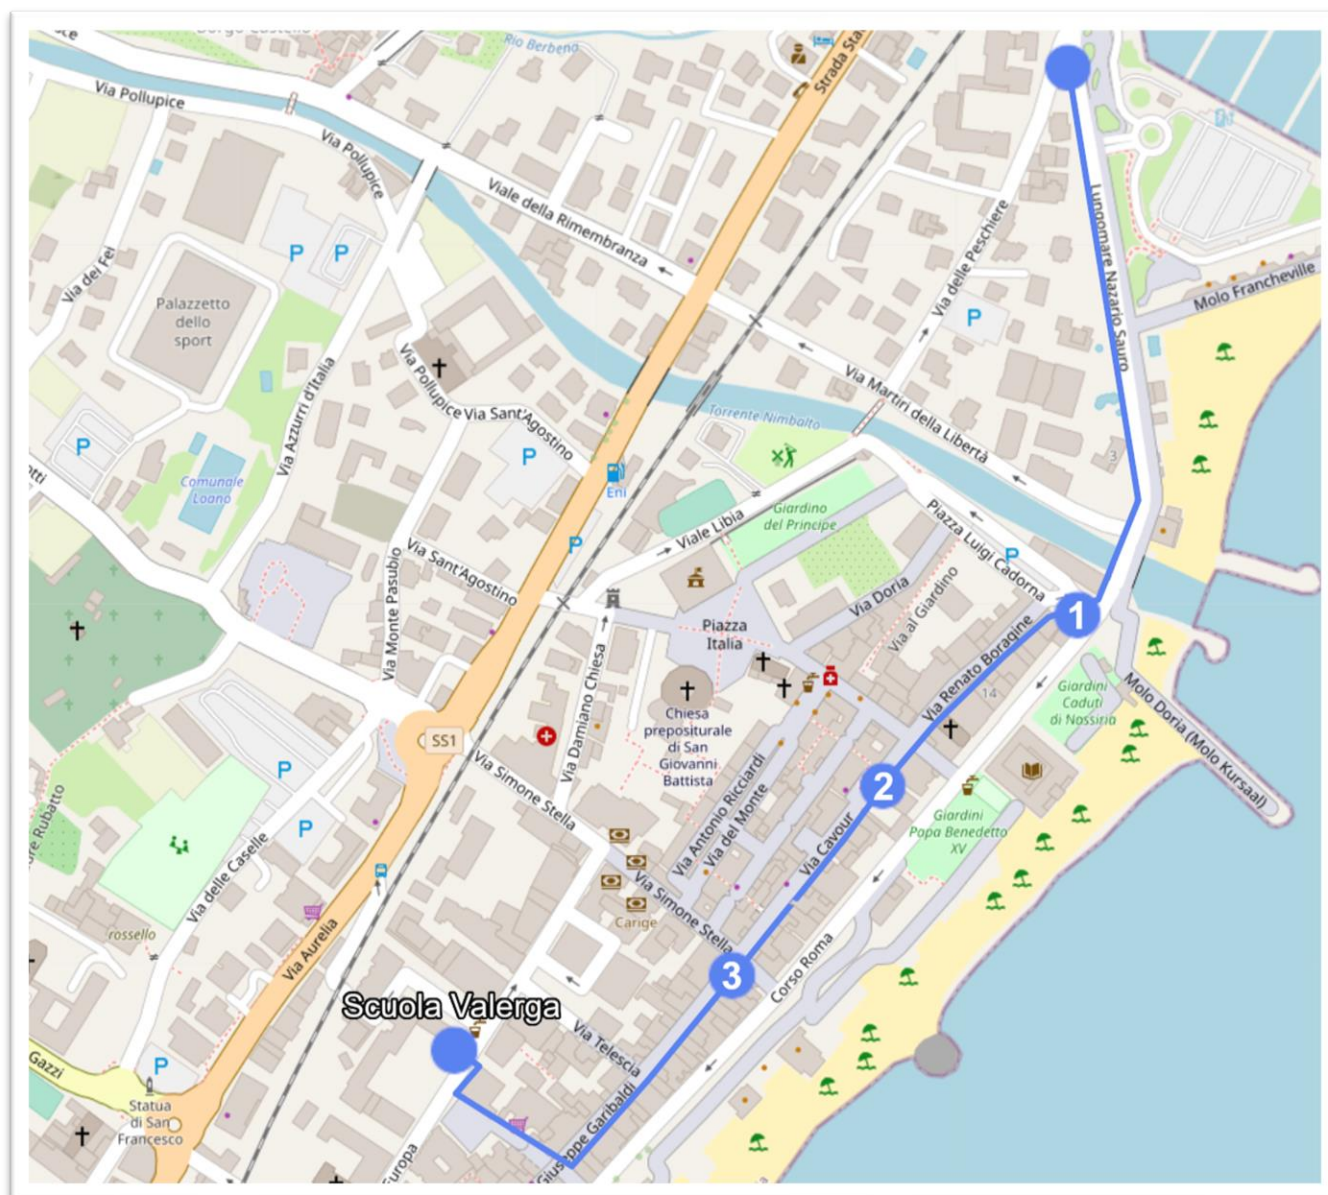 Borgo Castello
Rio Berbena
Strada Sta
Via Pollupice
Via Pollupice
Viale della Rimembranza
Via delle Peschiere
Lungomare Nazario Sauro
Molo Francheville
Via dei Fei
P
P
P
Palazzetto
dello
sport
Via Pollupice
Via Sant'Agostino
Via Azzurri d'Italia
Via Martiri della Libertà
Torrente Nimbalto
3
P
P
Eni
Comunale
Loano
Giardino
del Principe
Viale Libia
Piazza Luigi Cadorna
P
P
Via Sant'Agostino
Via Monte Pasubio
Via Doria
Via al Giardino
1
Piazza
Italia
Via Renato Boragine
14
Giardini
Caduti
di Nassiria
Molo Doria (Molo Kursaal)
Via Damiano Chiesa
Chiesa
prepositurale
di San
Giovanni
Battista
SS1
P
Via Simone Stella
Via Antonio Ricciardi
Via del Monte
2
Via Cavour
Giardini
Papa Benedetto
XV
P
Via delle Caselle
Via Simone Stella
Carige
rossello
Via Aurelia
3
Corso Roma
Scuola Valerga
Via Telescia
Gazzi
P
Statua
di San
Francesco
Giuseppe Garibaldi
Europa